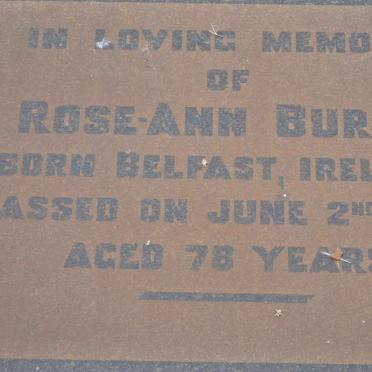 IN LOVING MEMO
OF
ROSE-ANN BUR
BORN BELFAST, IREL
ASSED ON JUNE 2ND
AGED 78 YEARS